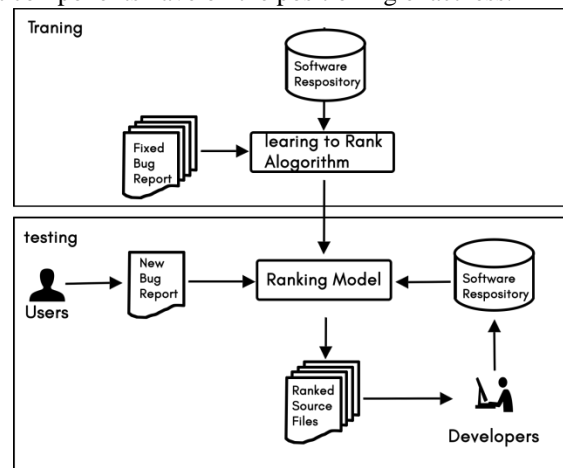 Traning
Software
Respository
Fixed
Bug
Report
learing to Rank
Alogorithm
testing
Users
New
Bug
Report
Ranking Model
Software
Respository
Ranked
Source
Files
Developers